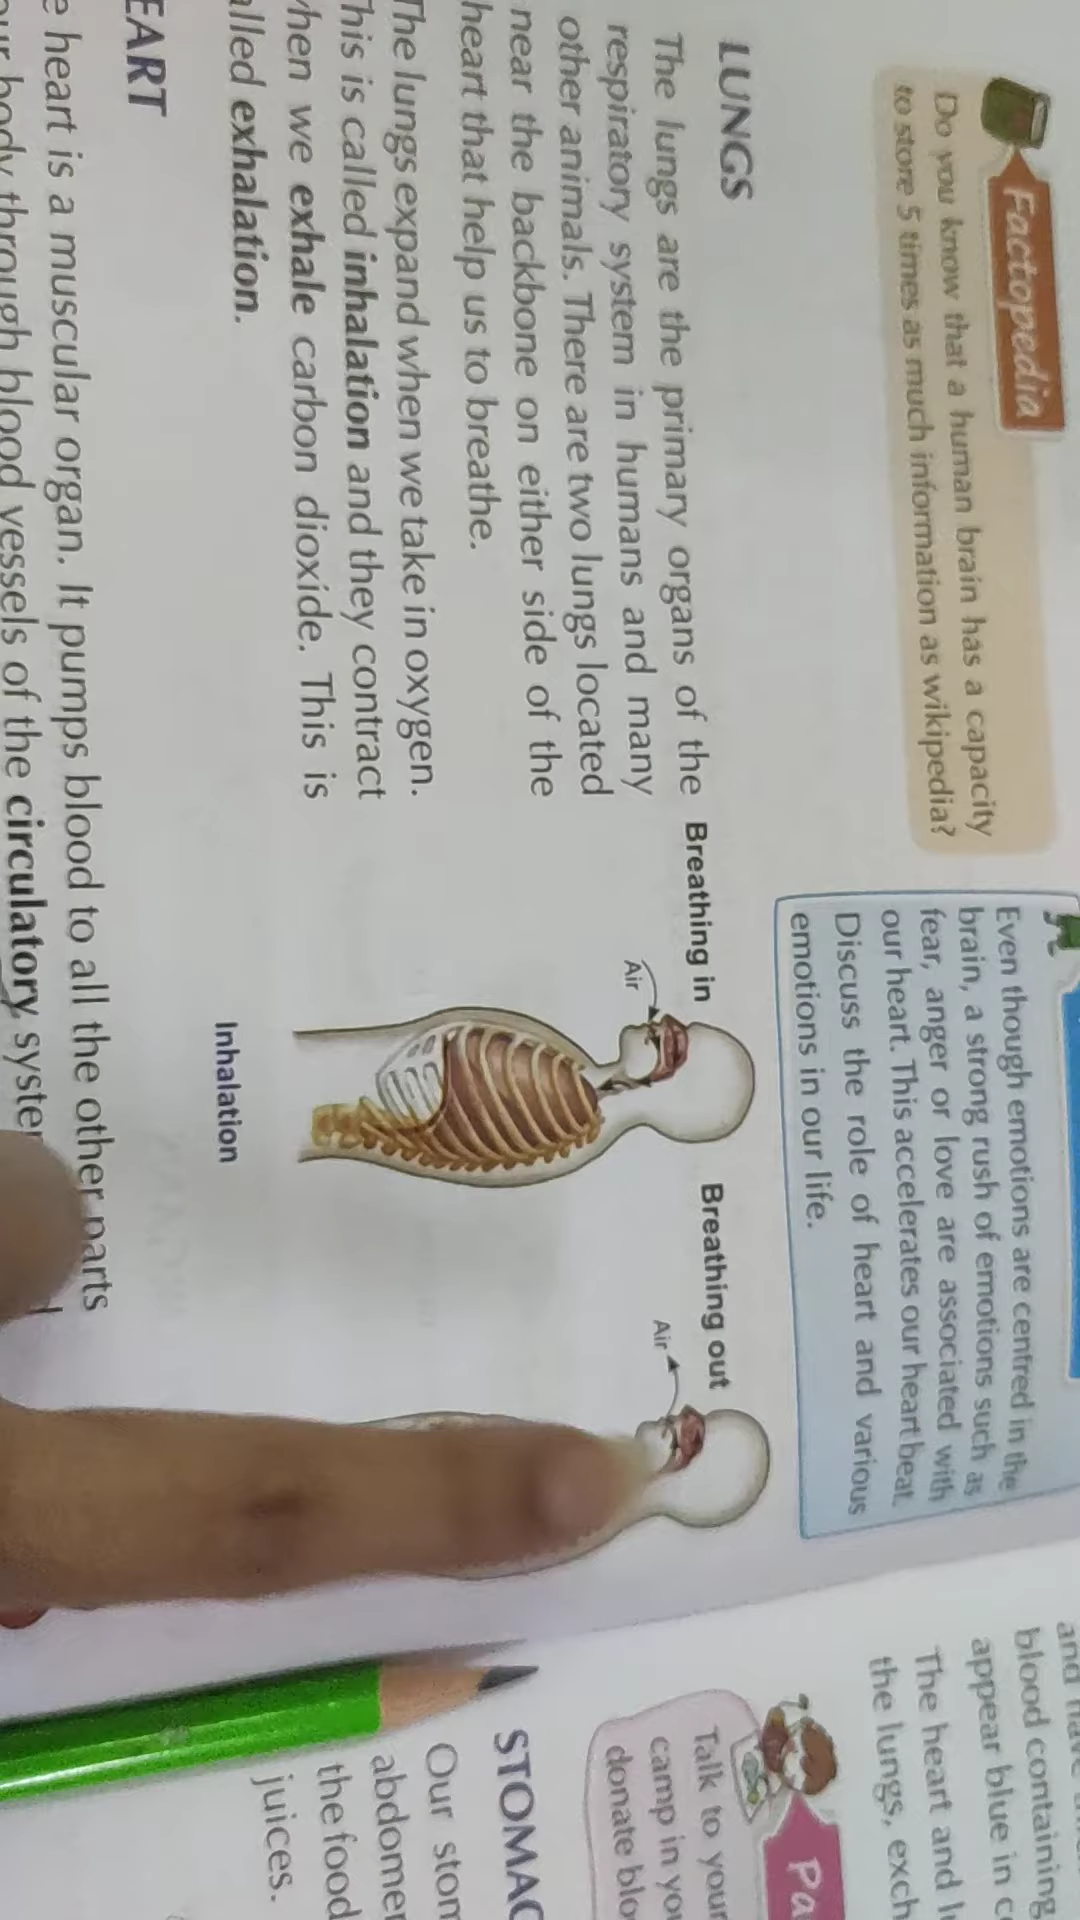 Factopedia
Do you know that a human brain has a capacity
to store 5 times as much information as wikipedia?
Even though emotions are centred in the
brain, a strong rush of emotions such as
fear, anger or love are associated with
our heart. This accelerates our heartbeat.
Discuss the role of heart and various
emotions in our life.
LUNGS
The lungs are the primary organs of the
respiratory system in humans and many
other animals. There are two lungs located
near the backbone on either side of the
heart that help us to breathe.
The lungs expand when we take in oxygen.
This is called inhalation and they contract
when we exhale carbon dioxide. This is
called exhalation.
Breathing in
Air
Inhalation
Breathing out
Air
EART
heart is a muscular organ. It pumps blood to all the other parts
body through blood vessels of the circulatory
blood containing
appear blue in
The heart and
the lungs, exch
Pa
Talk to your
camp in you
donate blo
STOMAC
Our stom
abdomen
the food
juices.